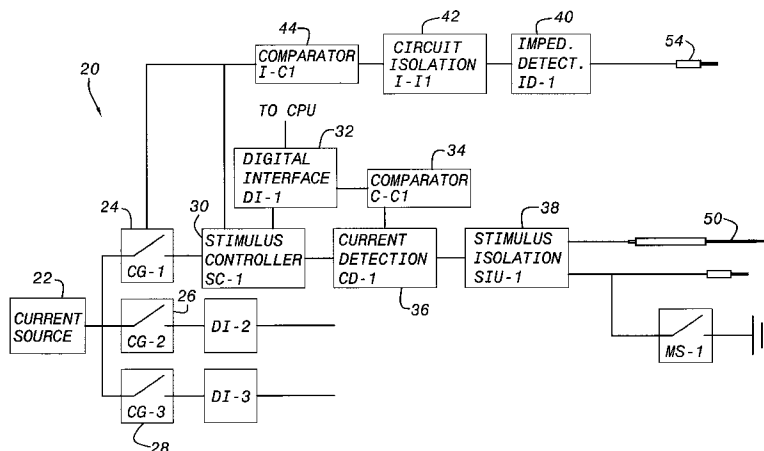 44
42
40
COMPARATOR
I-C1
CIRCUIT
ISOLATION
I-I1
IMPED.
DETECT.
ID-1
54
20
TO CPU
32
DIGITAL
INTERFACE
DI-1
34
COMPARATOR
C-C1
24
30
38
50
CG-1
STIMULUS
CONTROLLER
SC-1
CURRENT
DETECTION
CD-1
STIMULUS
ISOLATION
SIU-1
22
26
36
CURRENT
SOURCE
CG-2
DI-2
MS-1
CG-3
DI-3
28